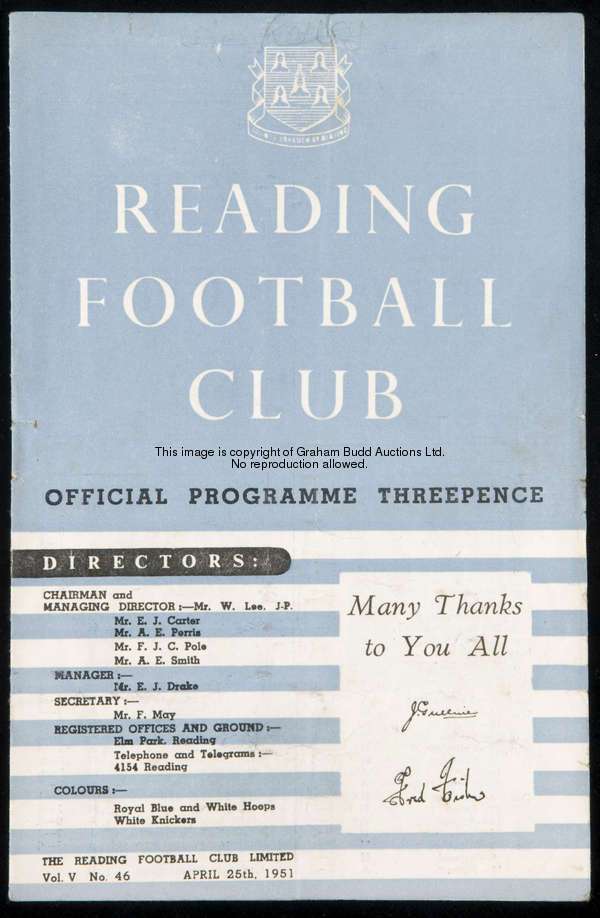 READING
FOOTBALL
CLUB
This image is copyright of Graham Budd Auctions Ltd.
No reproduction allowed.
OFFICIAL PROGRAMME THREEPENCE
DIRECTORS:
CHAIRMAN and
MANAGING DIRECTOR :—Mr. W. Lee. J-P.
Mr. E. J. Carter
Mr. A. E. Perris
Mr. F. J. C. Pole
Mr. A. E. Smith
MANAGER :—
Mr. E. J. Drake
SECRETARY :—
Mr. F. May
REGISTERED OFFICES AND GROUND :—
Elm Park. Reading
Telephone and Telegrams :—
4154 Reading
COLOURS :—
Royal Blue and White Hoops
White Knickers
Many Thanks
to You All
Fred
THE READING FOOTBALL CLUB LIMITED
Vol. V No. 46 APRIL 25th, 1951